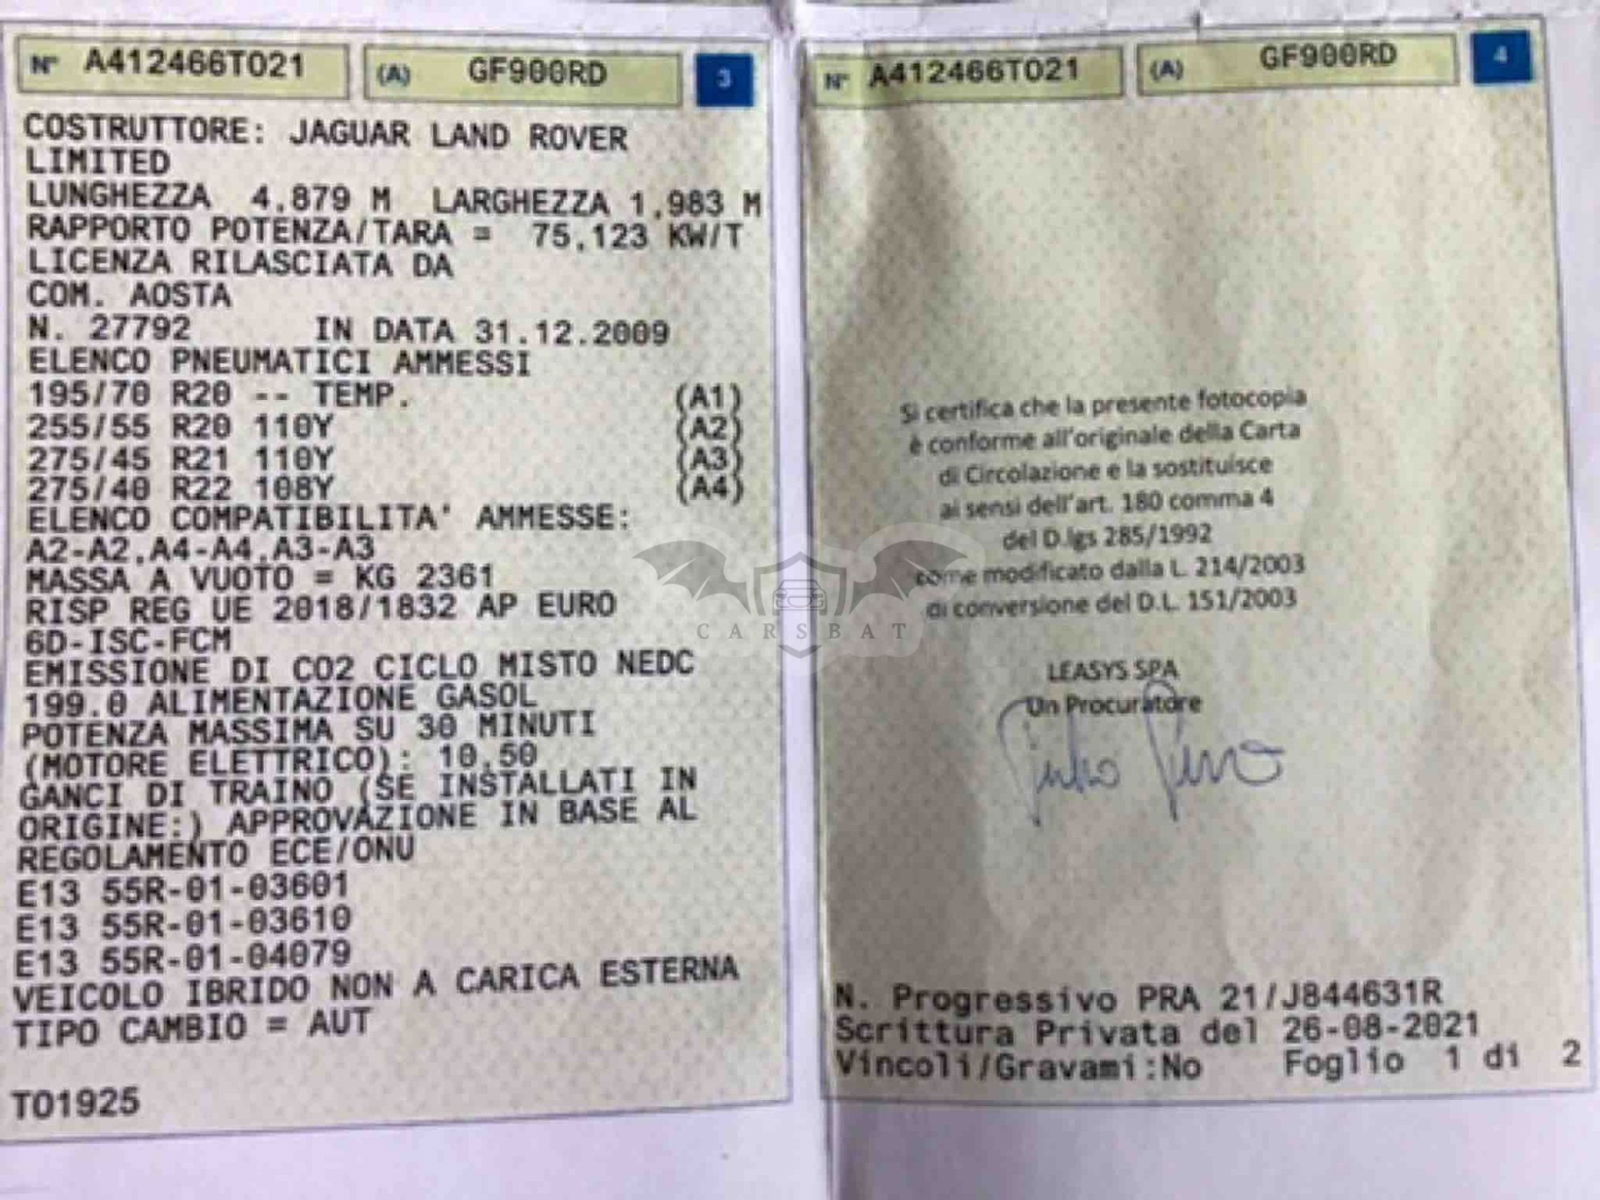 N° A412466T021 (A) GF900RD 3
COSTRUTTORE: JAGUAR LAND ROVER
LIMITED
LUNGHEZZA 4,879 M LARGHEZZA 1,983 M
RAPPORTO POTENZA/TARA = 75,123 KW/T
LICENZA RILASCIATA DA
COM. AOSTA
N. 27792 IN DATA 31.12.2009
ELENCO PNEUMATICI AMMESSI
195/70 R20 -- TEMP. (A1)
255/55 R20 110Y (A2)
275/45 R21 110Y (A3)
275/40 R22 108Y (A4)
ELENCO COMPATIBILITA' AMMESSE:
A2-A2,A4-A4,A3-A3
MASSA A VUOTO = KG 2361
RISP REG UE 2018/1832 AP EURO
6D-ISC-FCM
EMISSIONE DI CO2 CICLO MISTO NEDC
199.0 ALIMENTAZIONE GASOL
POTENZA MASSIMA SU 30 MINUTI
(MOTORE ELETTRICO): 10,50
GANCI DI TRAINO (SE INSTALLATI IN
ORIGINE:) APPROVAZIONE IN BASE AL
REGOLAMENTO ECE/ONU
E13 55R-01-03601
E13 55R-01-03610
E13 55R-01-04079
VEICOLO IBRIDO NON A CARICA ESTERNA
TIPO CAMBIO = AUT
T01925
N° A412466T021 (A) GF900RD 4
Si certifica che la presente fotocopia
è conforme all'originale della Carta
di Circolazione e la sostituisce
ai sensi dell'art. 180 comma 4
del D.lgs 285/1992
come modificato dalla L. 214/2003
di conversione del D.L. 151/2003
LEASYS SPA
Un Procuratore
N. Progressivo PRA 21/J844631R
Scrittura Privata del 26-08-2021
Vincoli/Gravami:No Foglio 1 di 2
CARSBAT